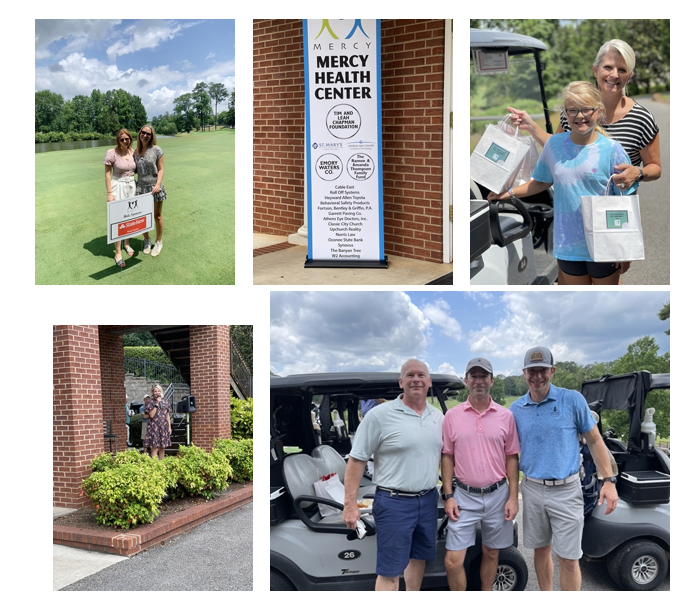 State Farm
MERCY
MERCY
HEALTH
CENTER
TIM AND
LEAH
CHAPMAN
FOUNDATION
ST. MARY'S
EMORY
WATERS
CO.
The
Ramon &
Amanda
Thompson
Family
Fund
Cable East
Roll Off Systems
Heyward Allen Toyota
Behavioral Safety Products
Fortson, Bentley & Griffin, P.A.
Garrett Paving Co.
Athens Eye Doctors, Inc.
Classic City Church
Upchurch Realty
Norris Law
Oconee State Bank
Synovus
The Banyan Tree
W2 Accounting
26